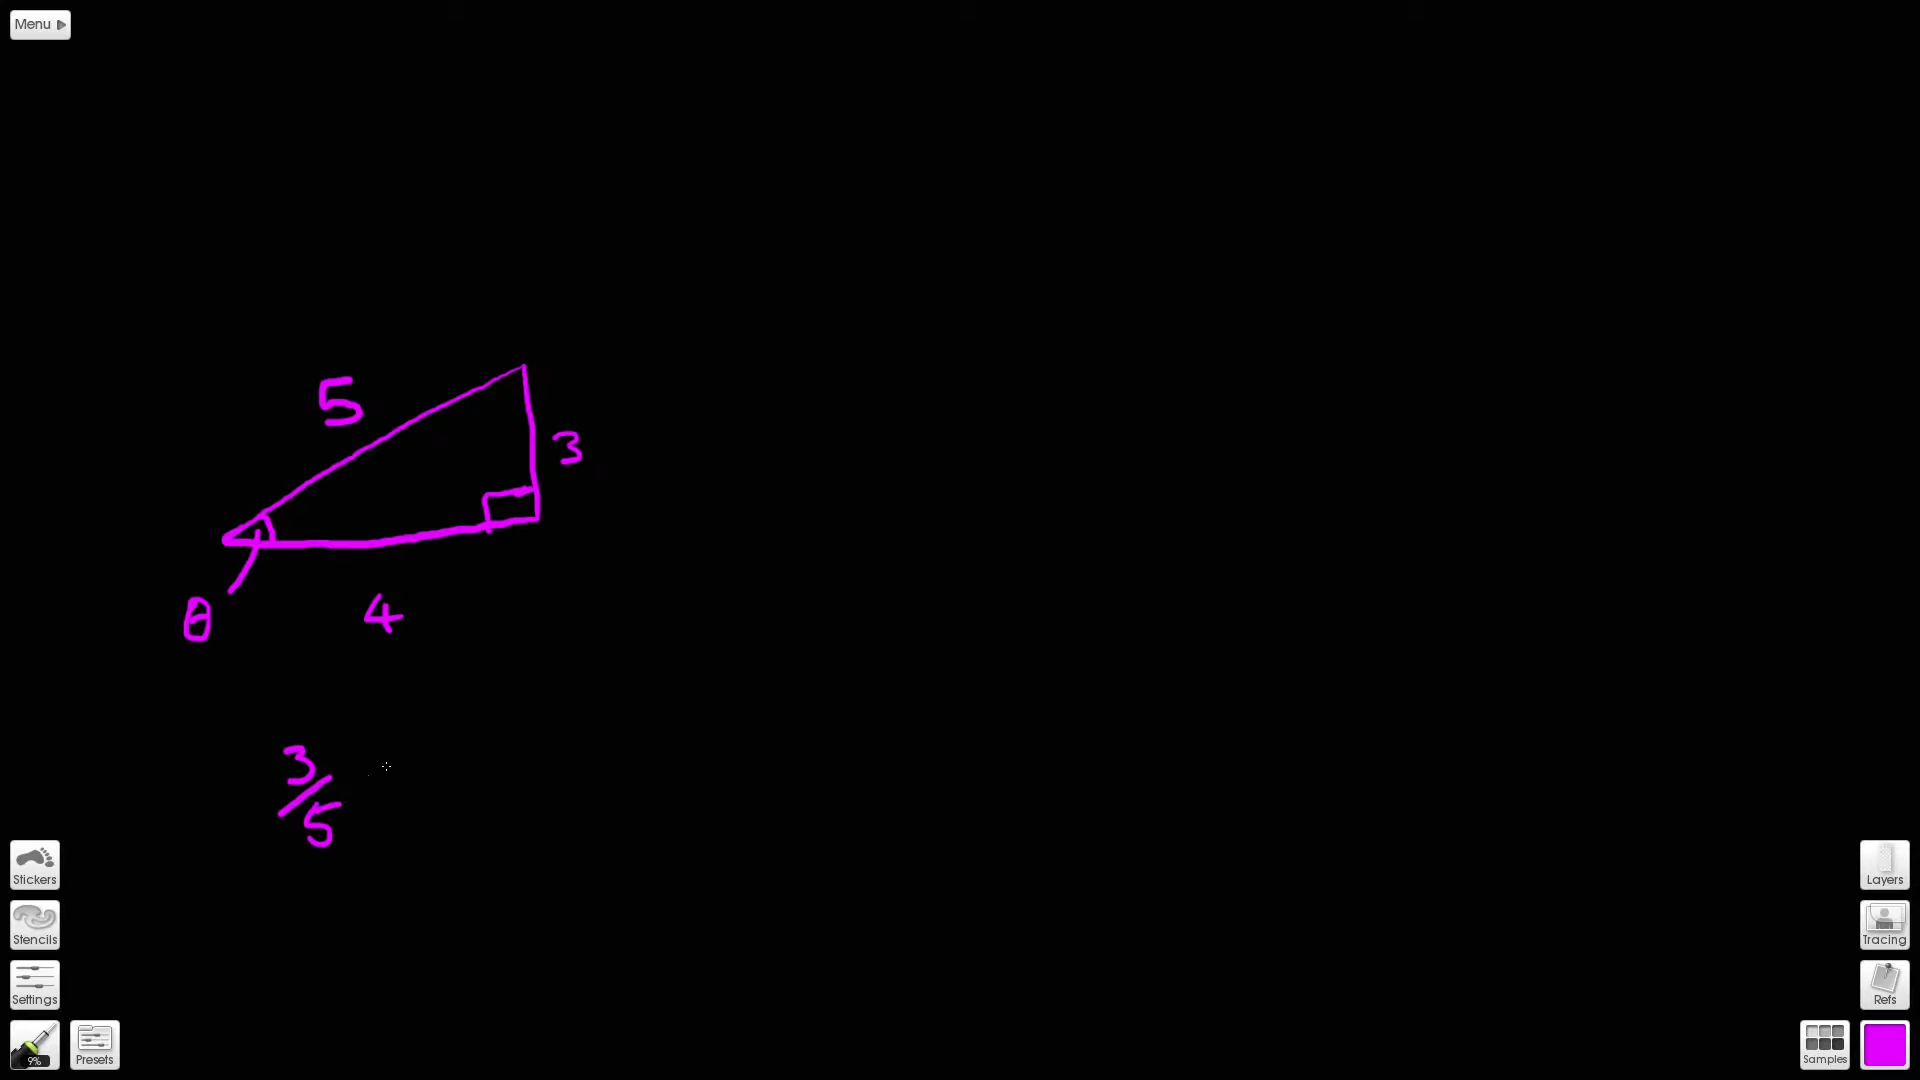 Menu
5
3
θ
4
3/5
Stickers
Stencils
Settings
9%
Presets
Layers
Tracing
Refs
Samples